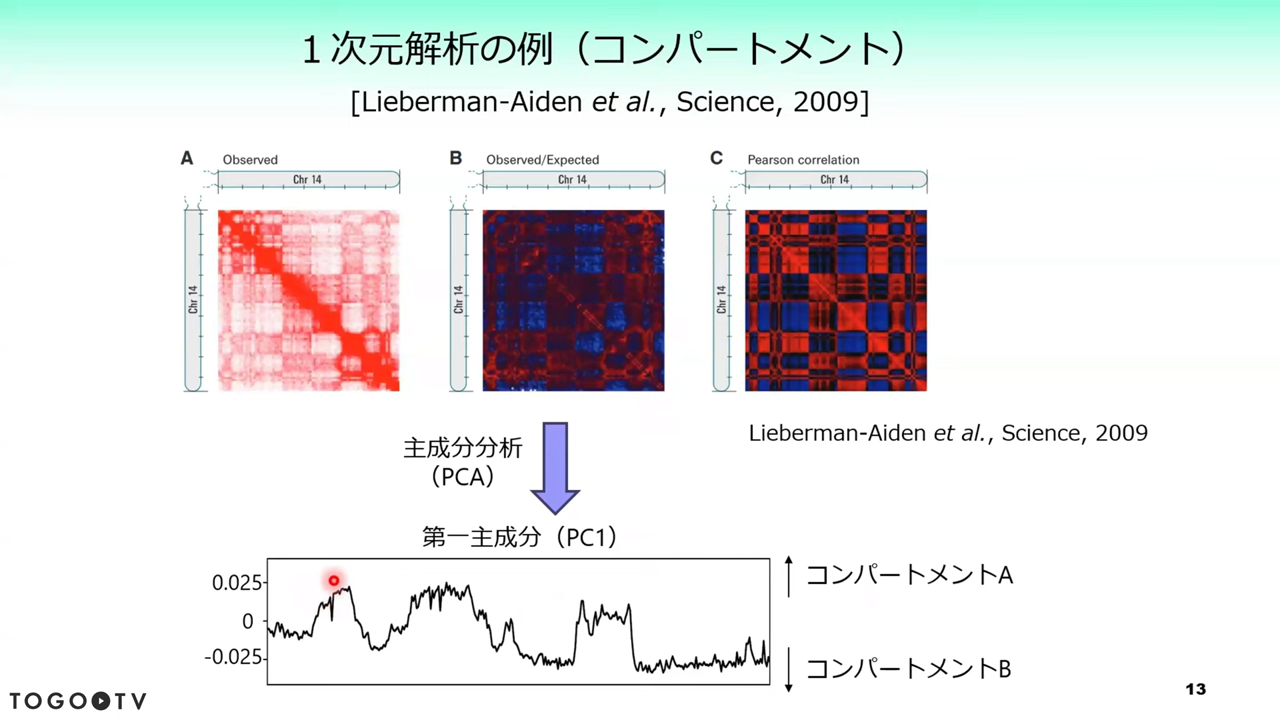 １次元解析の例（コンパートメント）
[Lieberman-Aiden et al., Science, 2009]
A Observed
Chr 14
Chr 14
B Observed/Expected
Chr 14
Chr 14
C Pearson correlation
Chr 14
Chr 14
Lieberman-Aiden et al., Science, 2009
主成分分析
（PCA）
第一主成分（PC1）
0.025
0
-0.025
コンパートメントA
コンパートメントB
TOGOTV
13